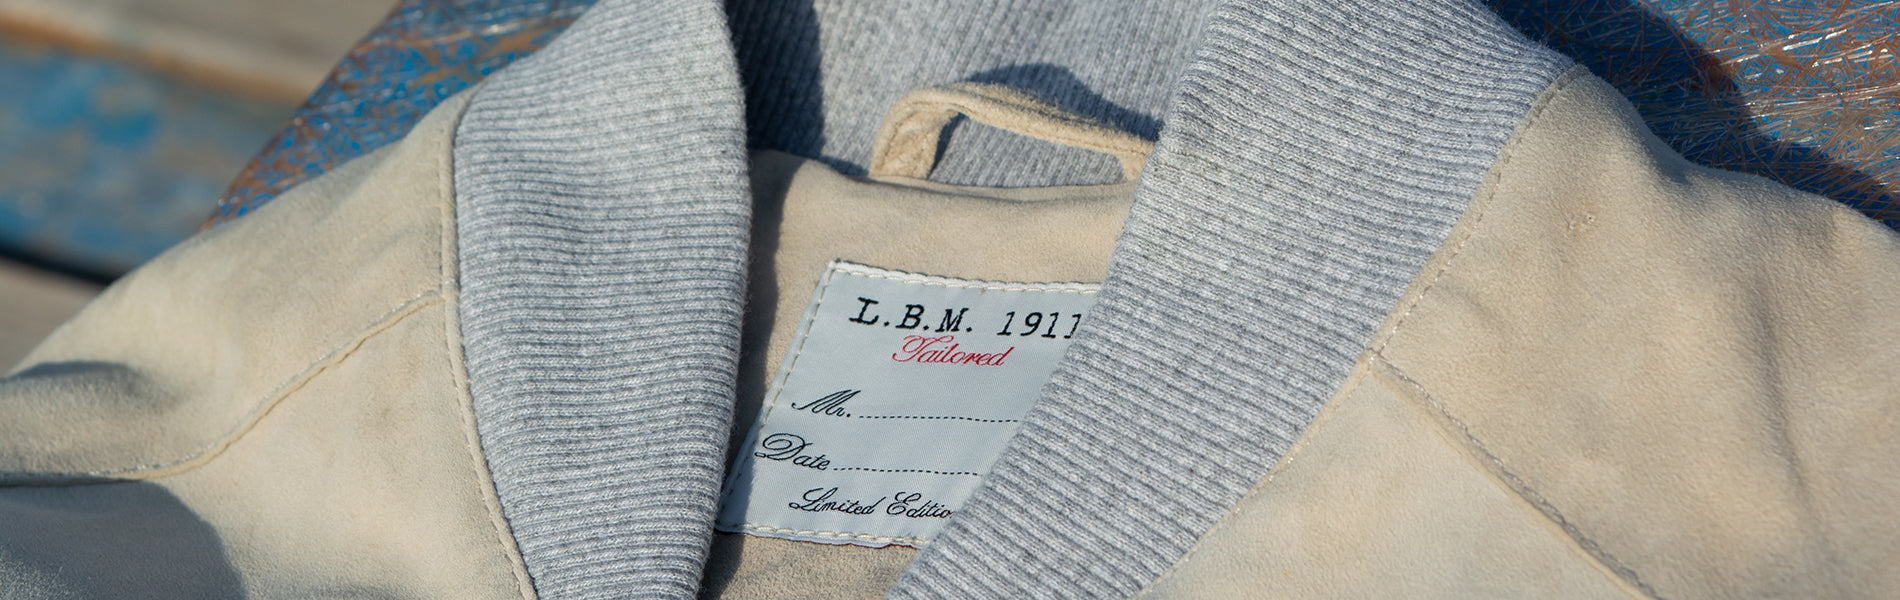 L.B.M. 1911
Tailored
Mr.
Date
Limited Editio